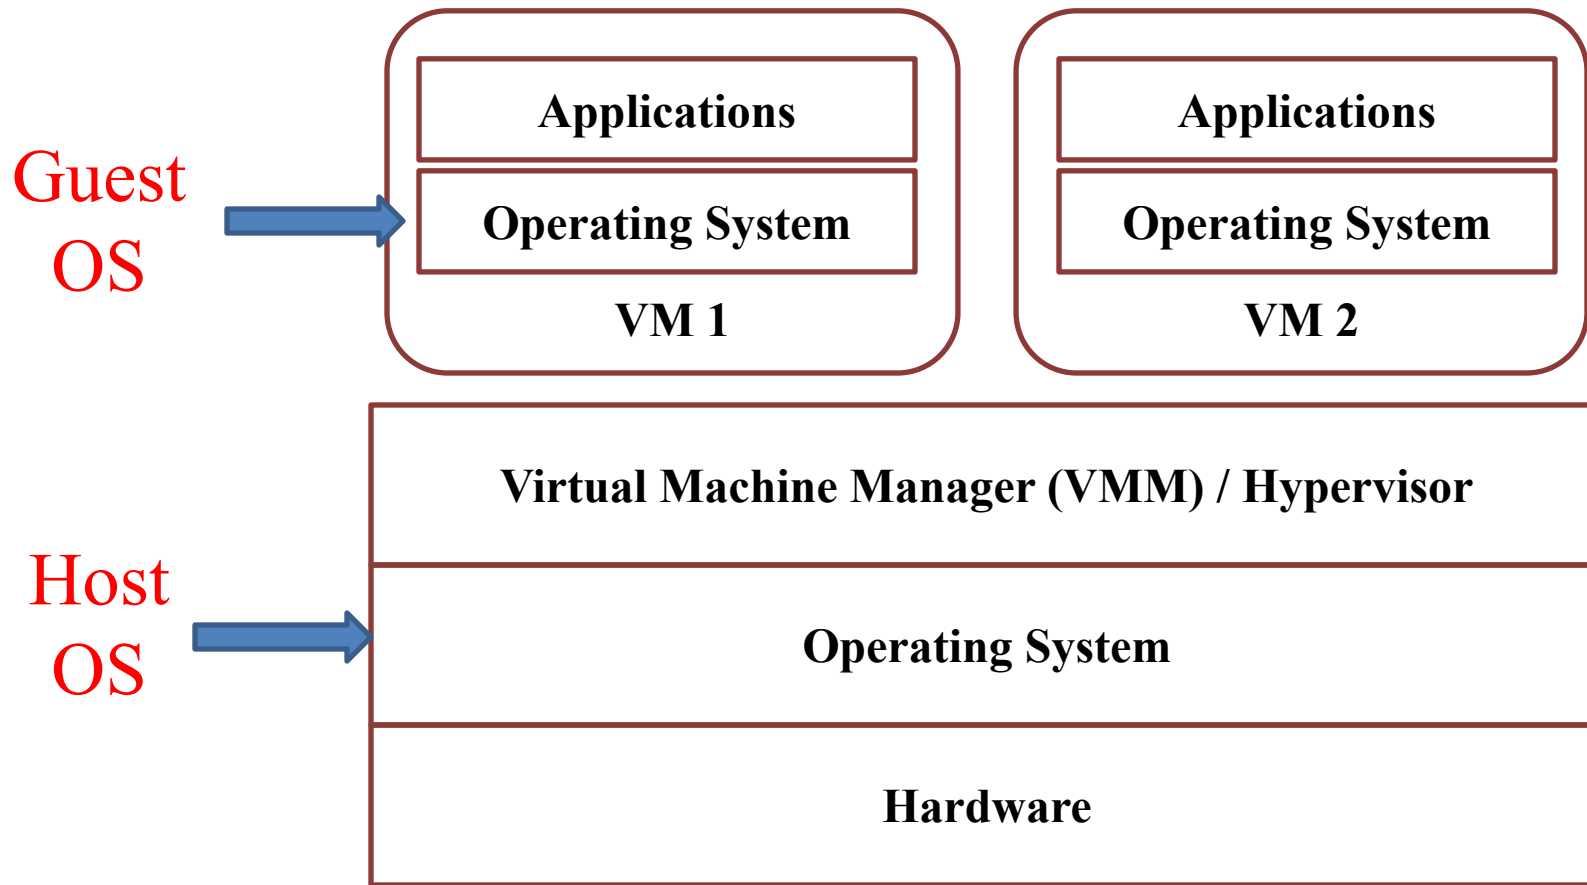 Applications
Applications
Guest
OS
Operating System
Operating System
VM 1
VM 2
Virtual Machine Manager (VMM) / Hypervisor
Host
OS
Operating System
Hardware